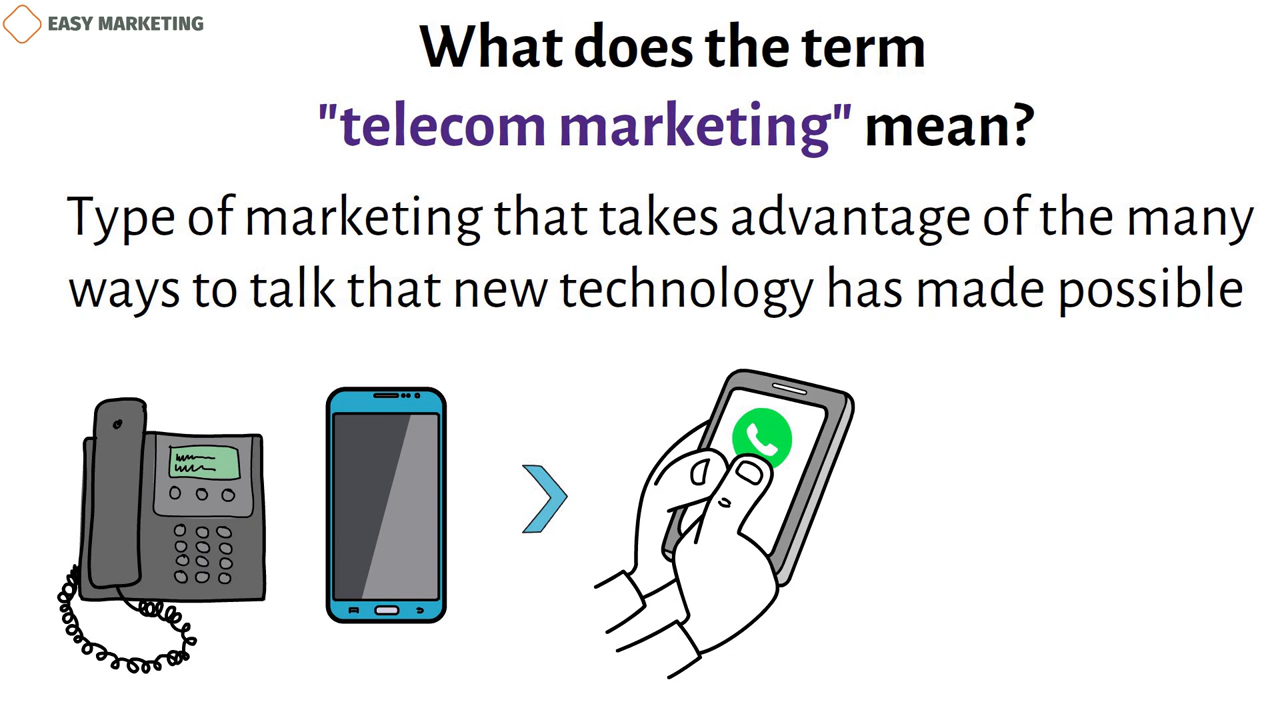 EASY MARKETING
What does the term
"telecom marketing" mean?
Type of marketing that takes advantage of the many
ways to talk that new technology has made possible